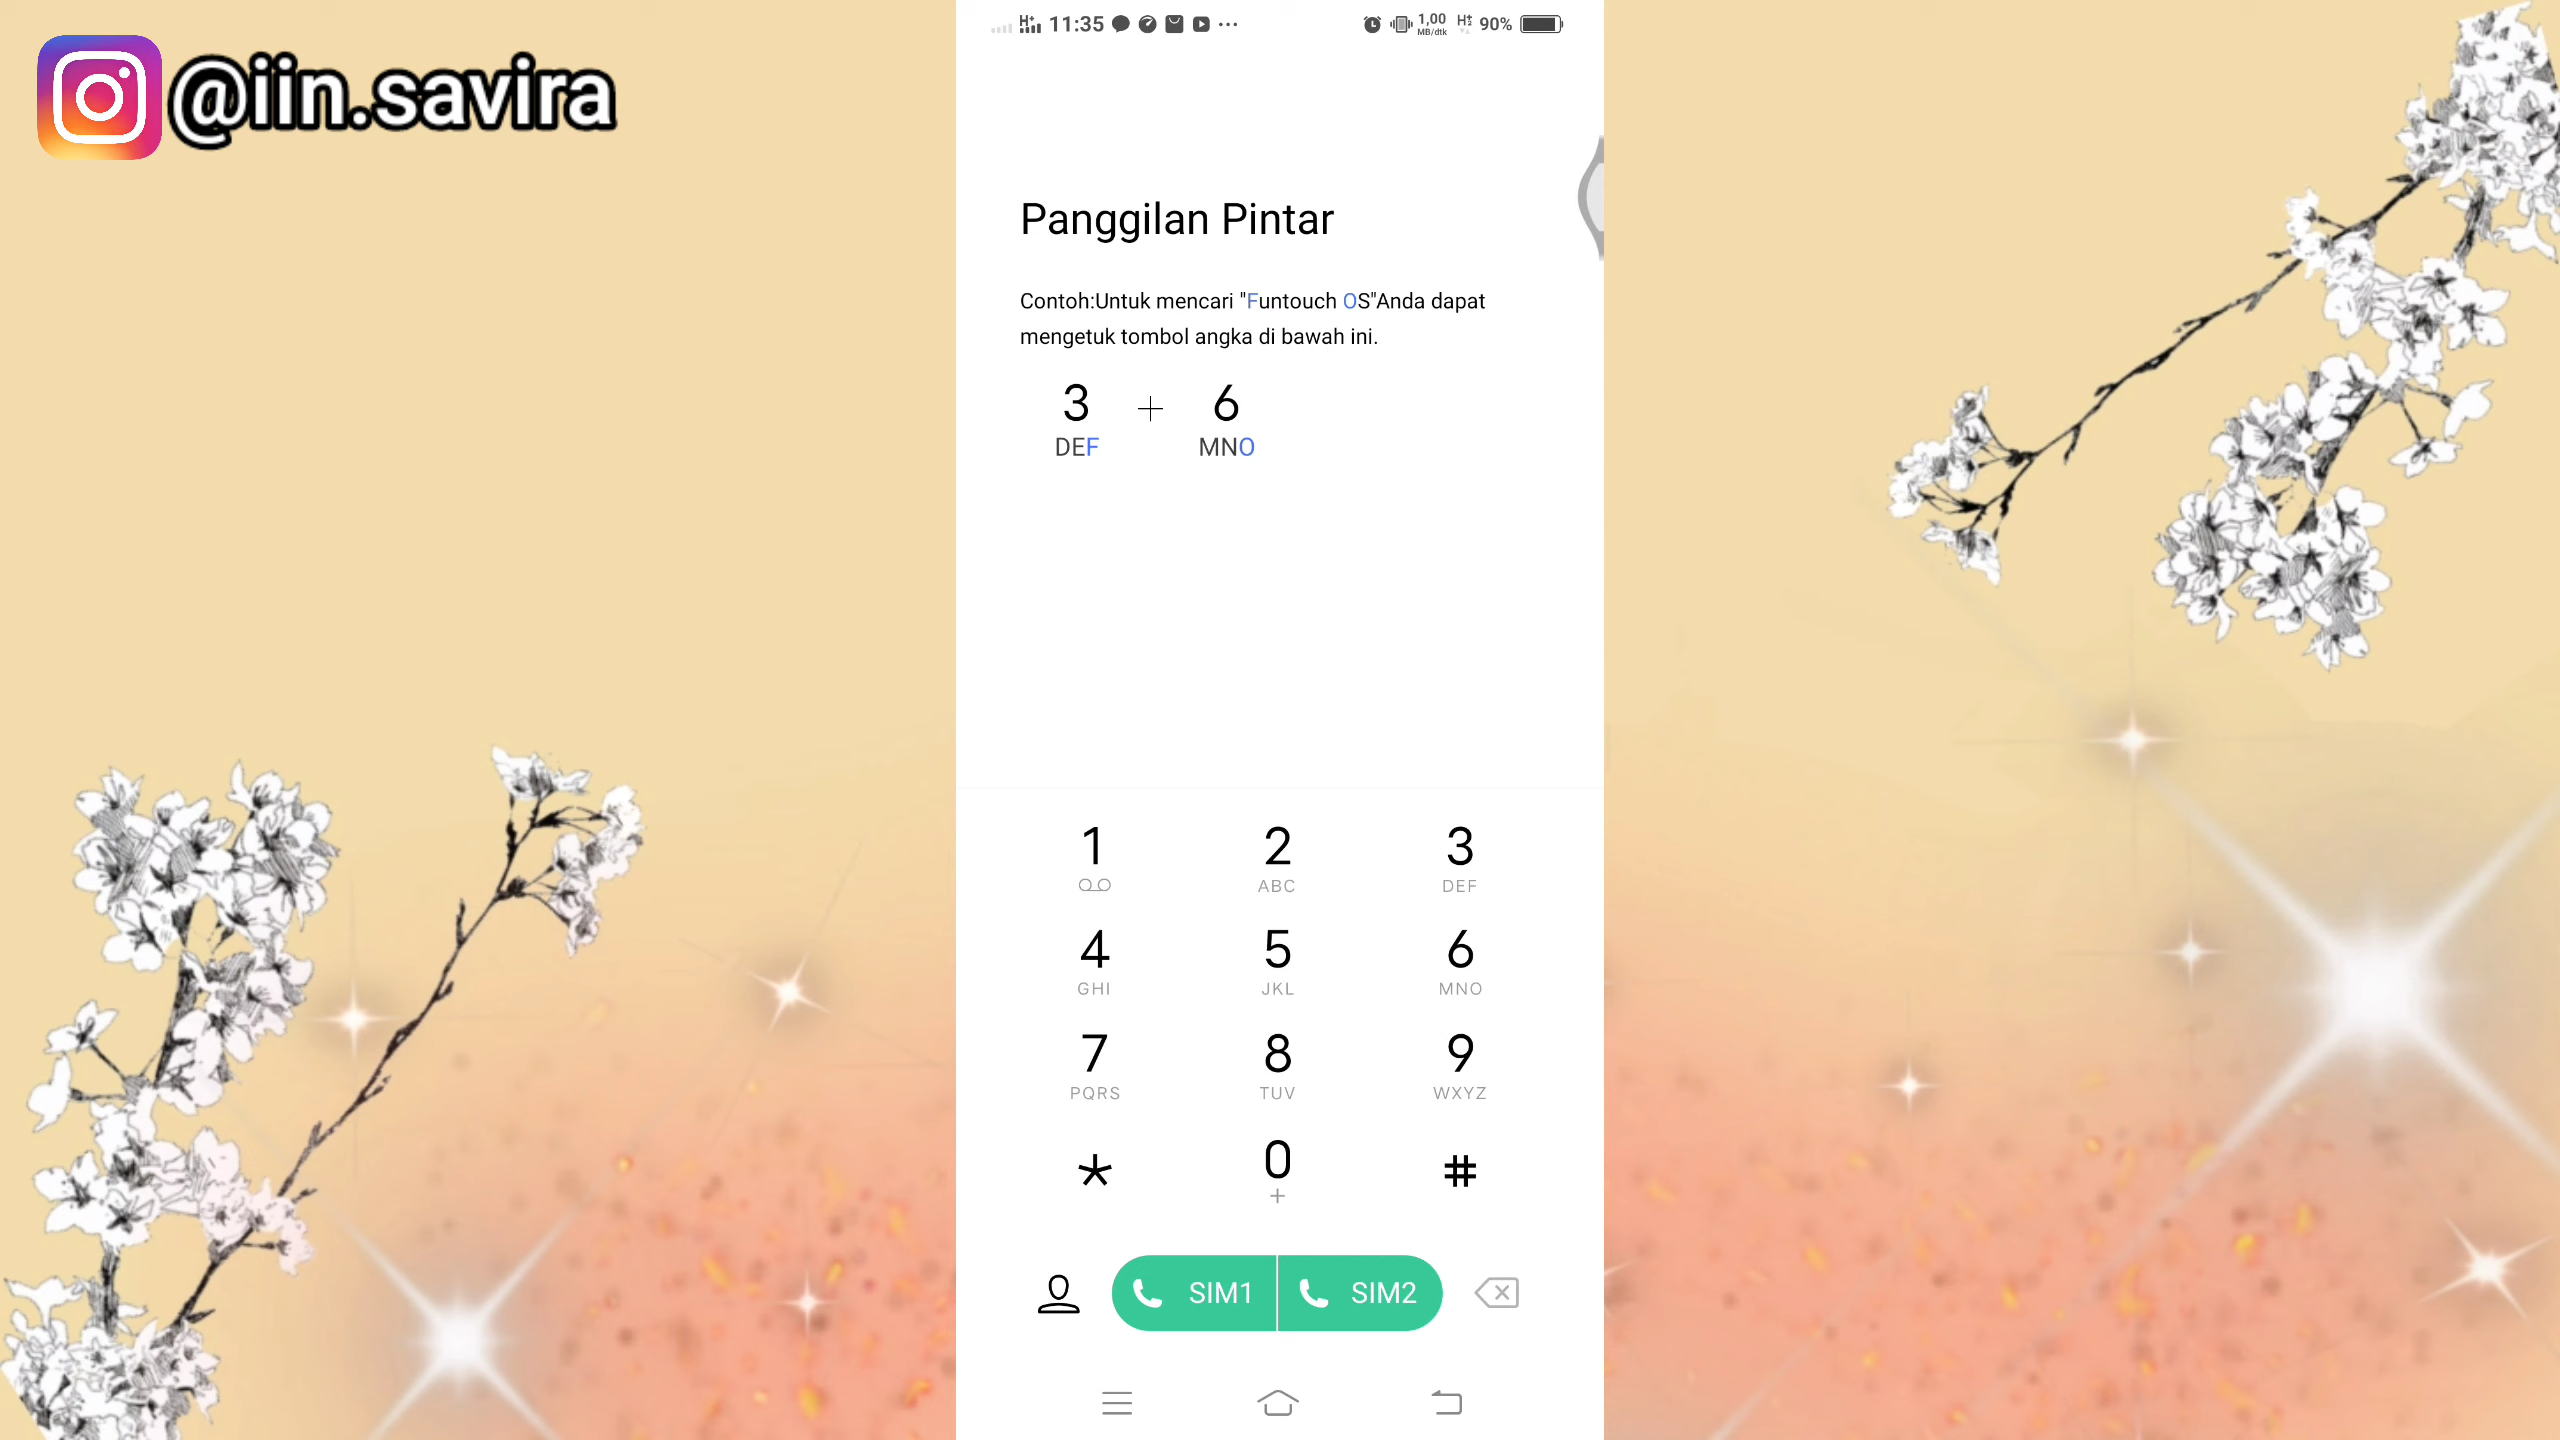 @iin.savira
11:35
1,00
MB/dtk
90%
Panggilan Pintar
Contoh:Untuk mencari "Funtouch OS"Anda dapat
mengetuk tombol angka di bawah ini.
3 + 6
DEF MNO
1 2 3
ABC DEF
4 5 6
GHI JKL MNO
7 8 9
PQRS TUV WXYZ
* 0 #
+
SIM1 SIM2